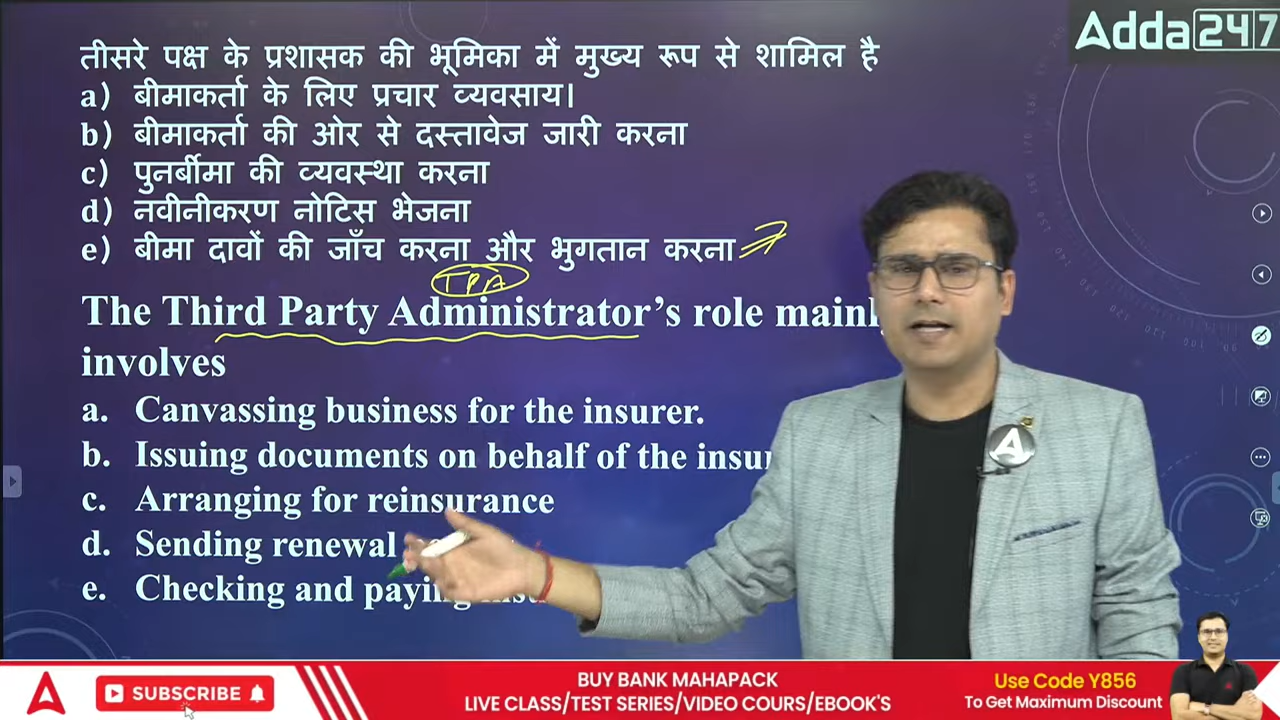 Adda247
तीसरे पक्ष के प्रशासक की भूमिका में मुख्य रूप से शामिल है
a) बीमाकर्ता के लिए प्रचार व्यवसाय।
b) बीमाकर्ता की ओर से दस्तावेज जारी करना
c) पुनर्बीमा की व्यवस्था करना
d) नवीनीकरण नोटिस भेजना
e) बीमा दावों की जाँच करना और भुगतान करना
TPA
The Third Party Administrator's role
involves
a. Canvassing business for the insurer.
b. Issuing documents on behalf of the
c. Arranging for reinsurance
d. Sending renewal
e. Checking and
A
SUBSCRIBE
BUY BANK MAHAPACK
LIVE CLASS/TEST SERIES/VIDEO COURS/EBOOK'S
Use Code Y856
To Get Maximum Discount